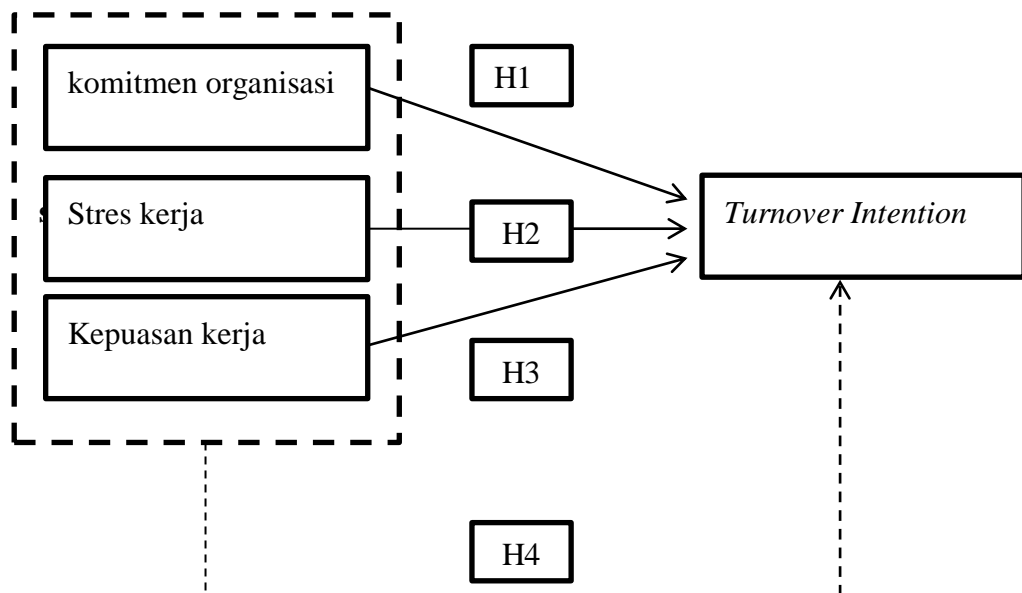 komitmen organisasi
H1
Stres kerja
H2
Turnover Intention
Kepuasan kerja
H3
H4